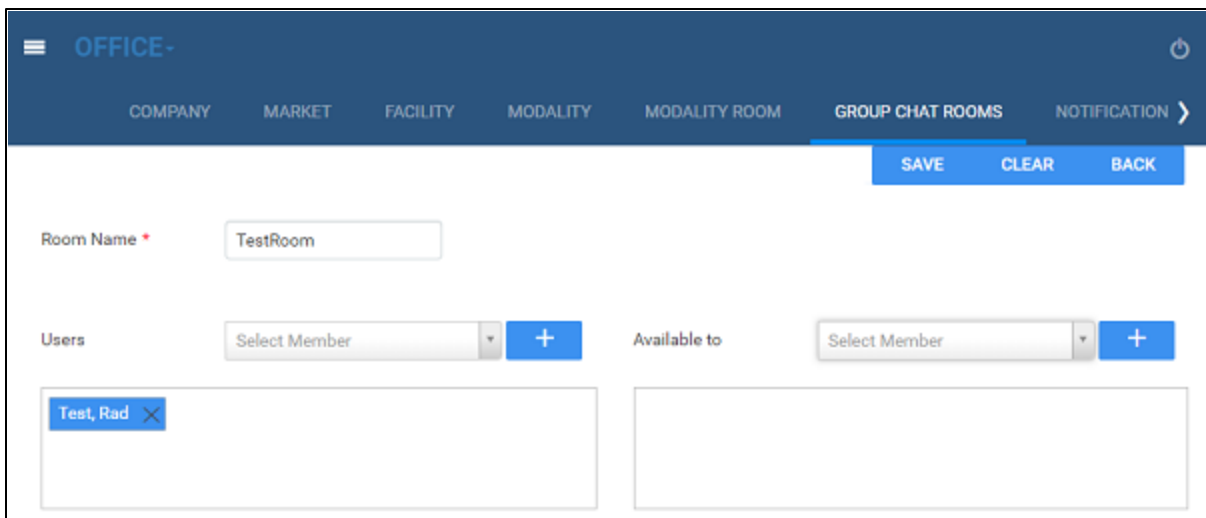 OFFICE
COMPANY MARKET FACILITY MODALITY MODALITY ROOM GROUP CHAT ROOMS NOTIFICATION
SAVE CLEAR BACK
Room Name * TestRoom
Users Select Member + Available to Select Member +
Test, Rad